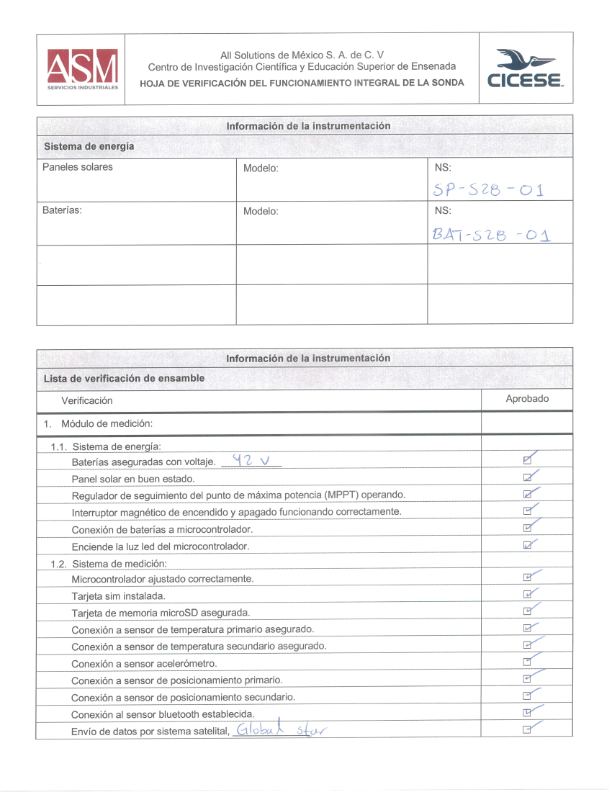 ASM
SERVICIOS INDUSTRIALES
All Solutions de México S. A. de C. V
Centro de Investigación Científica y Educación Superior de Ensenada
HOJA DE VERIFICACIÓN DEL FUNCIONAMIENTO INTEGRAL DE LA SONDA
CICESE
Información de la instrumentación
Sistema de energía
Paneles solares Modelo: NS:
SP-S2B-01
Baterías: Modelo: NS:
BAT-S2B-01
Información de la instrumentación
Lista de verificación de ensamble
Verificación Aprobado
1. Módulo de medición:
1.1. Sistema de energía:
Baterías aseguradas con voltaje. 42 V
Panel solar en buen estado.
Regulador de seguimiento del punto de máxima potencia (MPPT) operando.
Interruptor magnético de encendido y apagado funcionando correctamente.
Conexión de baterías a microcontrolador.
Enciende la luz led del microcontrolador.
1.2. Sistema de medición:
Microcontrolador ajustado correctamente.
Tarjeta sim instalada.
Tarjeta de memoria microSD asegurada.
Conexión a sensor de temperatura primario asegurado.
Conexión a sensor de temperatura secundario asegurado.
Conexión a sensor acelerómetro.
Conexión a sensor de posicionamiento primario.
Conexión a sensor de posicionamiento secundario.
Conexión al sensor bluetooth establecida.
Envío de datos por sistema satelital, Global star